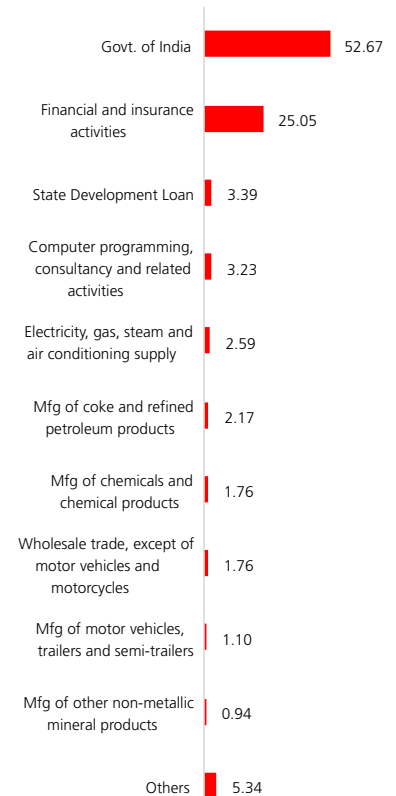 Govt. of India 52.67
Financial and insurance
activities 25.05
State Development Loan 3.39
Computer programming,
consultancy and related
activities 3.23
Electricity, gas, steam and
air conditioning supply 2.59
Mfg of coke and refined
petroleum products 2.17
Mfg of chemicals and
chemical products 1.76
Wholesale trade, except of
motor vehicles and
motorcycles 1.76
Mfg of motor vehicles,
trailers and semi-trailers 1.10
Mfg of other non-metallic
mineral products 0.94
Others 5.34